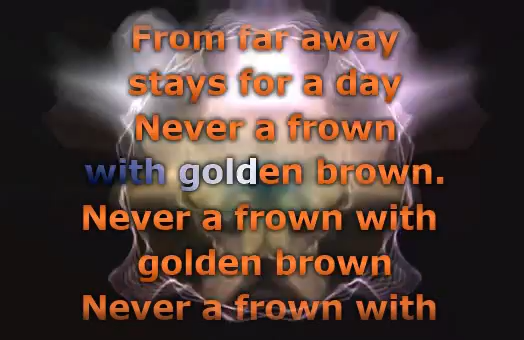 From far away
stays for a day
Never a frown
with golden brown.
Never a frown with
golden brown
Never a frown with